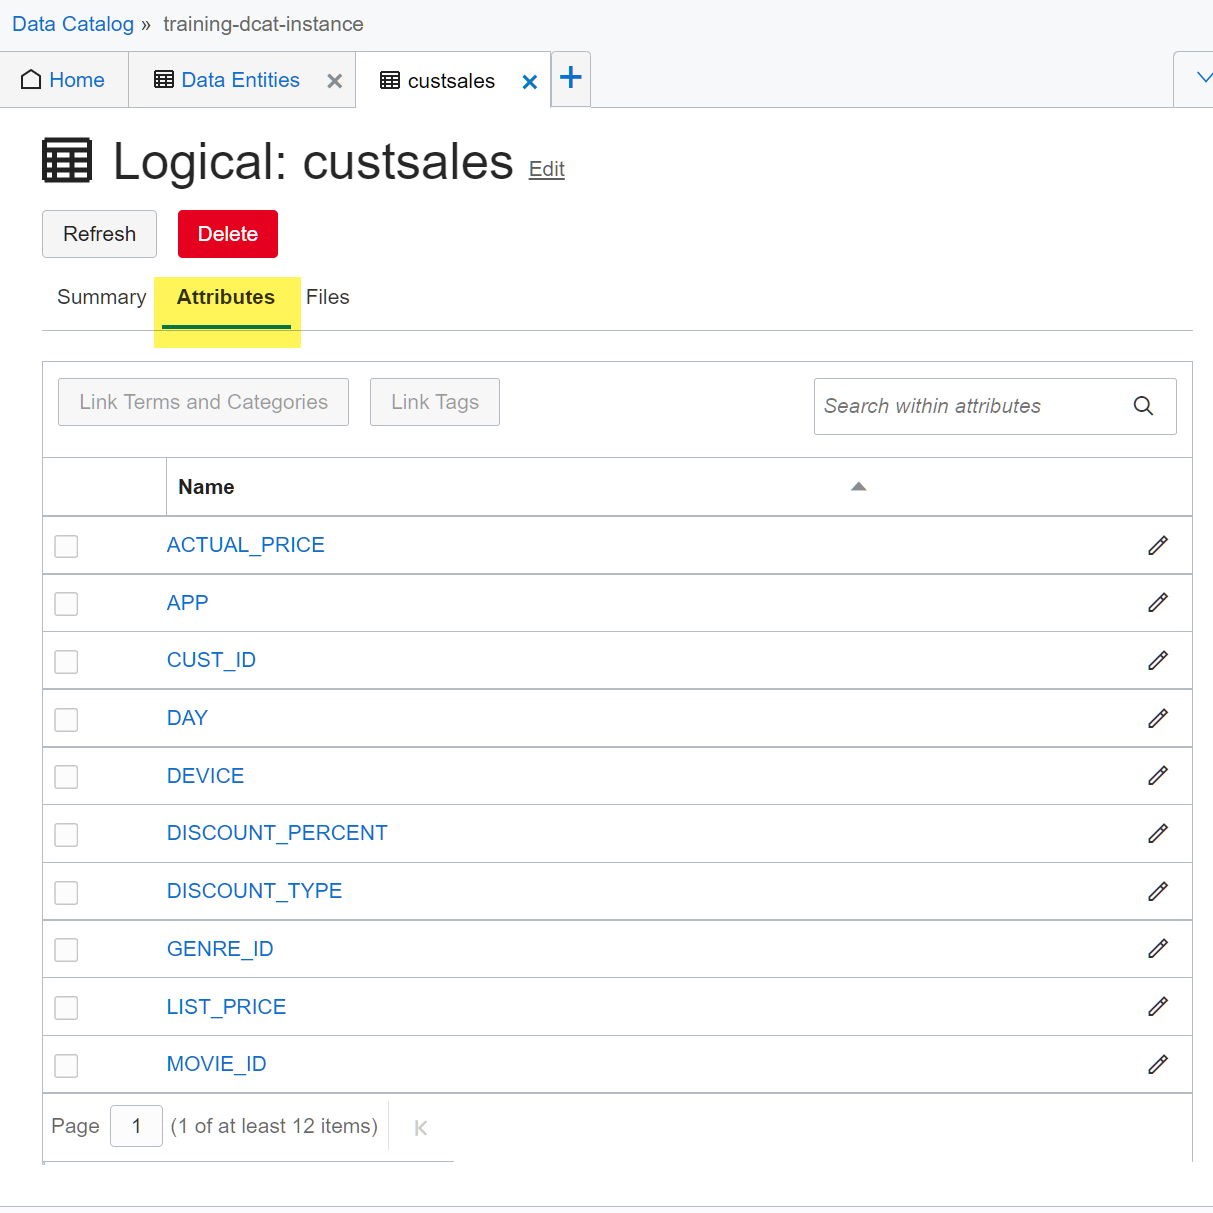 Data Catalog » training-dcat-instance
Home Data Entities custsales
Logical: custsales Edit
Refresh Delete
Summary Attributes Files
Link Terms and Categories Link Tags Search within attributes
Name
ACTUAL_PRICE
APP
CUST_ID
DAY
DEVICE
DISCOUNT_PERCENT
DISCOUNT_TYPE
GENRE_ID
LIST_PRICE
MOVIE_ID
Page 1 (1 of at least 12 items)